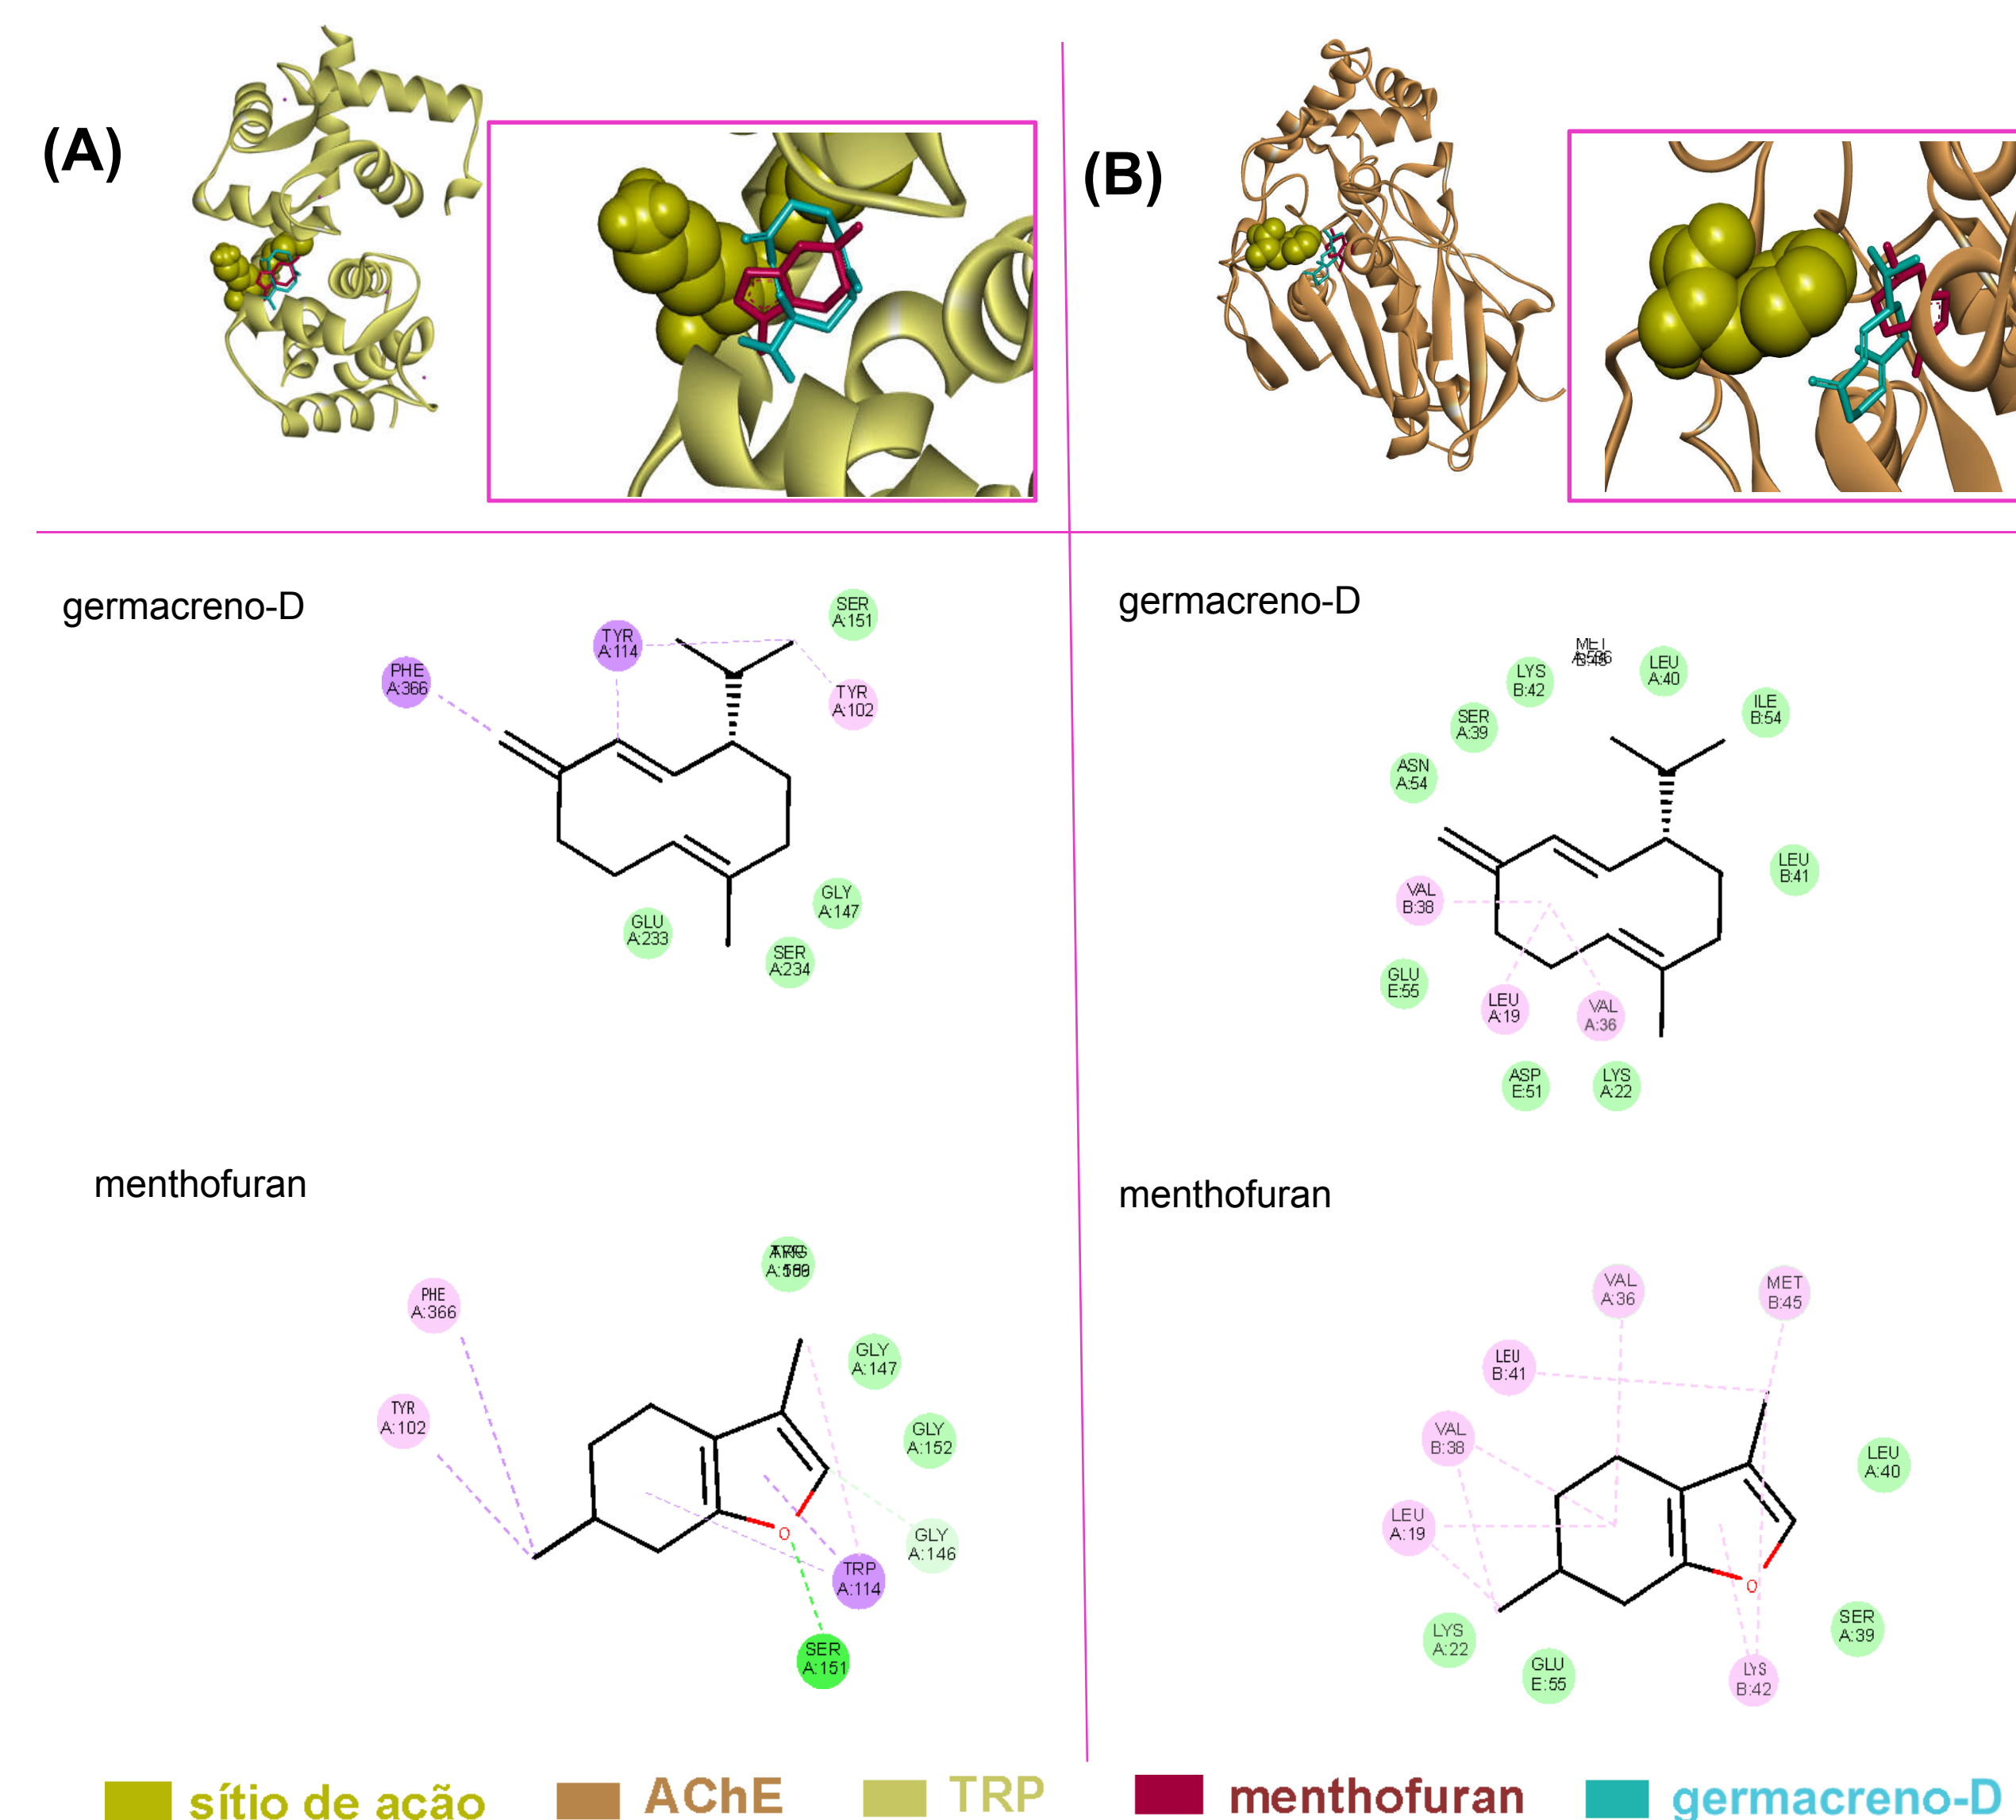 (A)
(B)
germacreno-D
SER
A:151
TYR
A:114
PHE
A:366
TYR
A:102
GLY
A:147
GLU
A:233
SER
A:234
germacreno-D
MET
LEU
A:40
LYS
B:42
ILE
B:54
SER
A:39
ASN
A:54
LEU
B:41
VAL
B:38
GLU
E:55
LEU
A:19
VAL
A:36
ASP
E:51
LYS
A:22
menthofuran
PHE
A:366
GLY
A:147
TYR
A:102
GLY
A:152
GLY
A:146
O
TRP
A:114
SER
A:151
menthofuran
VAL
A:36
MET
B:45
LEU
B:41
VAL
B:38
LEU
A:40
LEU
A:19
O
SER
A:39
LYS
A:22
GLU
E:55
LYS
B:42
sítio de ação
AChE
TRP
menthofuran
germacreno-D